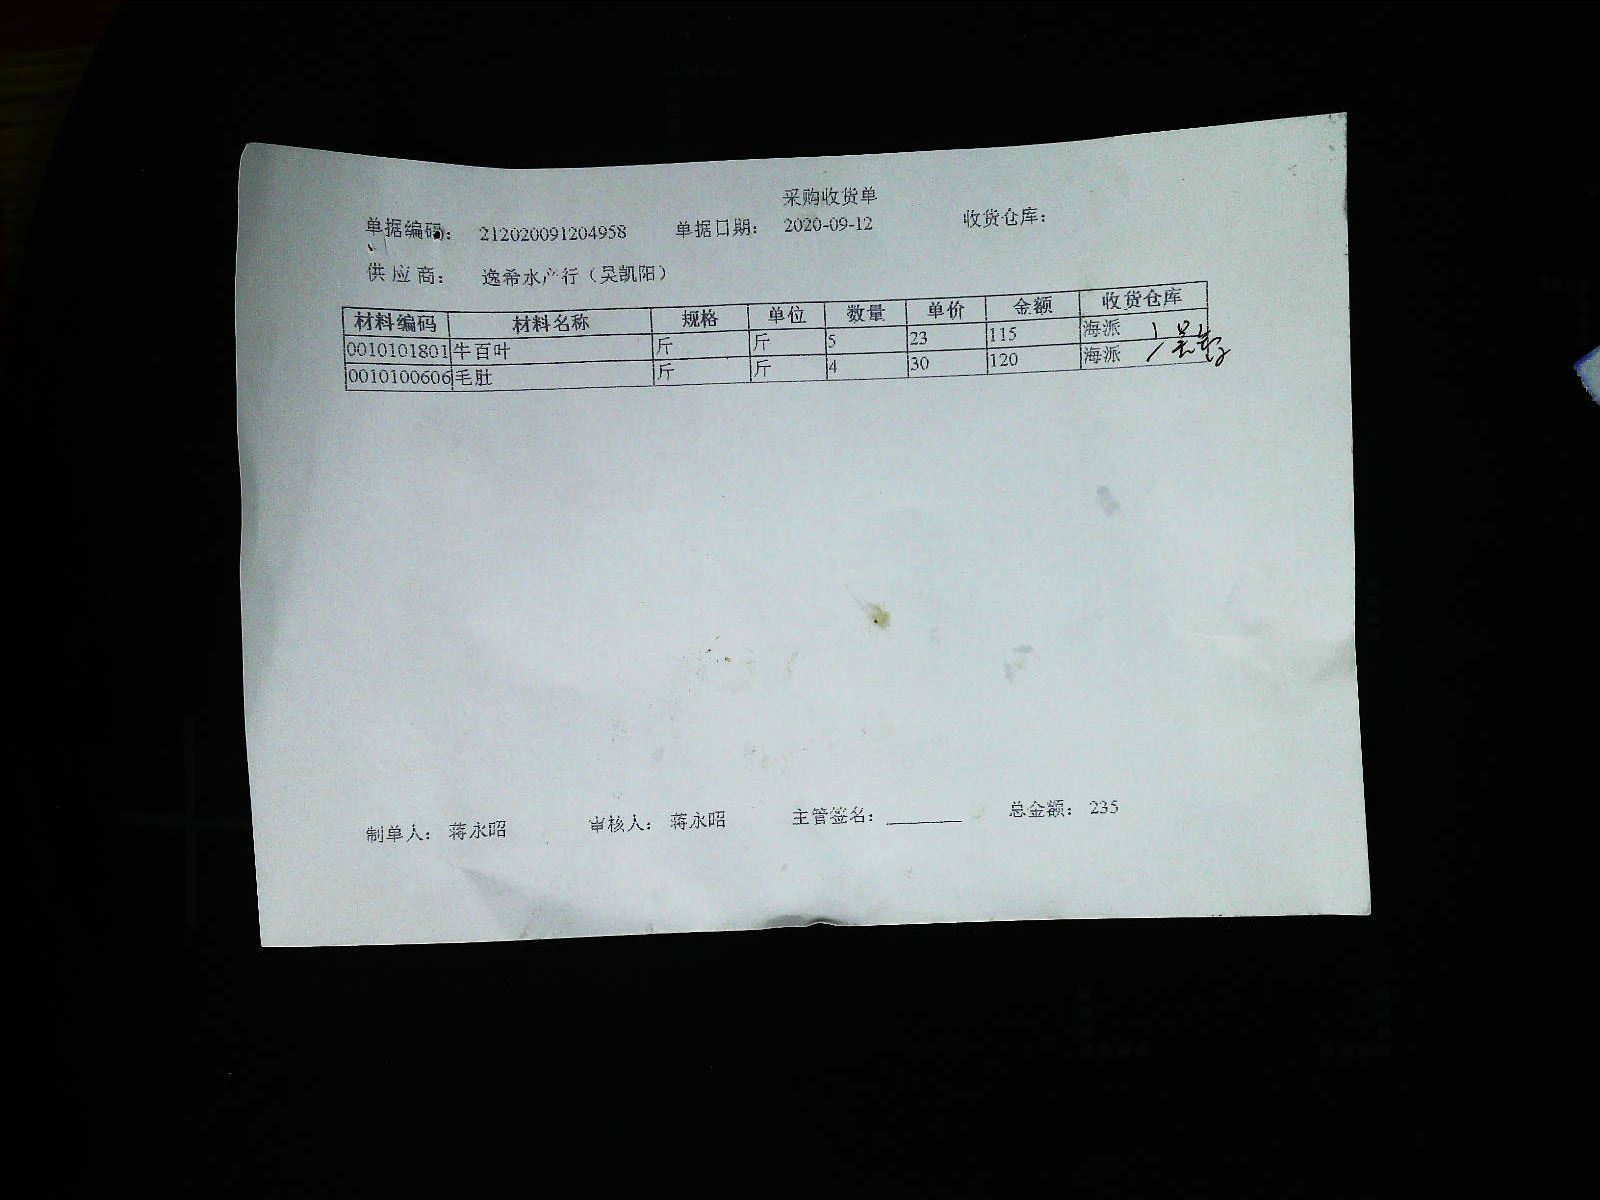 采购收货单
单据编码： 212020091204958 单据日期： 2020-09-12 收货仓库：
供应商： 逸希水产行（吴凯阳）
材料编码 材料名称 规格 单位 数量 单价 金额 收货仓库
0010101801 牛百叶 斤 斤 5 23 115 海派
0010100606 毛肚 斤 斤 4 30 120 海派
制单人： 蒋永昭 审核人： 蒋永昭 主管签名：________ 总金额： 235